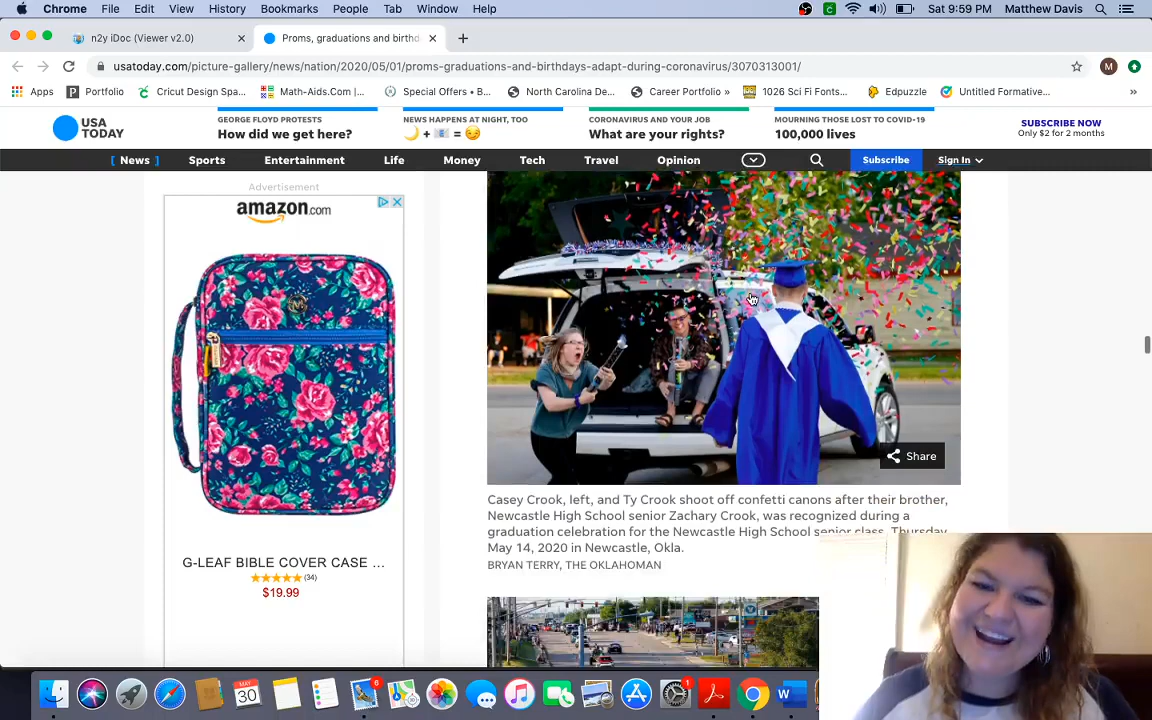 Chrome File Edit View History Bookmarks People Tab Window Help Sat 9:59 PM Matthew Davis
n2y iDoc (Viewer v2.0) Proms, graduations and birthd
usatoday.com/picture-gallery/news/nation/2020/05/01/proms-graduations-and-birthdays-adapt-during-coronavirus/3070313001/ M
Apps Portfolio Cricut Design Spa... Math-Aids.Com |... Special Offers • B... North Carolina De... Career Portfolio » 1026 Sci Fi Fonts... Edpuzzle Untitled Formative... »
USA
TODAY
GEORGE FLOYD PROTESTS
How did we get here?
NEWS HAPPENS AT NIGHT, TOO
🌙 + 📧 = 😏
CORONAVIRUS AND YOUR JOB
What are your rights?
MOURNING THOSE LOST TO COVID-19
100,000 lives
SUBSCRIBE NOW
Only $2 for 2 months
[ News ] Sports Entertainment Life Money Tech Travel Opinion Subscribe Sign In
Advertisement
amazon.com
G-LEAF BIBLE COVER CASE ...
★★★★★ (34)
$19.99
Share
Casey Crook, left, and Ty Crook shoot off confetti canons after their brother,
Newcastle High School senior Zachary Crook, was recognized during a
graduation celebration for the Newcastle High School senior class, Thursday,
May 14, 2020 in Newcastle, Okla.
BRYAN TERRY, THE OKLAHOMAN
MAY
30
6
1
W